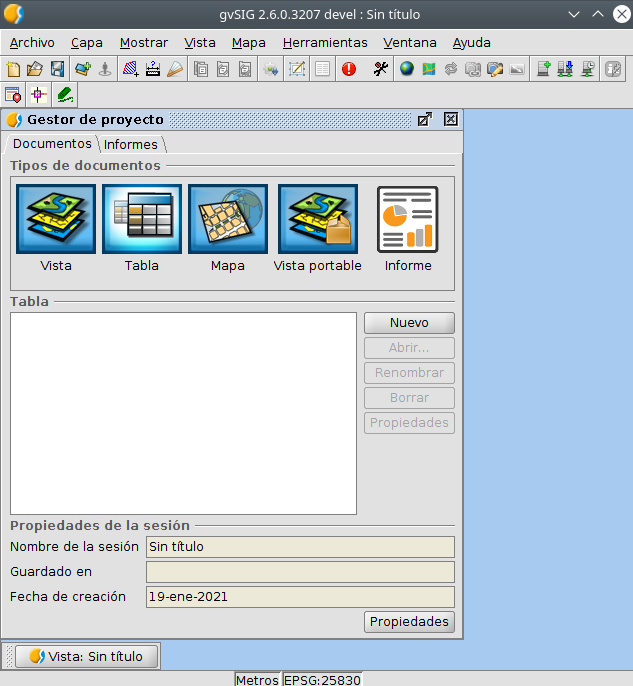 gvSIG 2.6.0.3207 devel : Sin título
Archivo Capa Mostrar Vista Mapa Herramientas Ventana Ayuda
Gestor de proyecto
Documentos Informes
Tipos de documentos
Vista Tabla Mapa Vista portable Informe
Tabla
Nuevo
Abrir...
Renombrar
Borrar
Propiedades
Propiedades de la sesión
Nombre de la sesión Sin título
Guardado en
Fecha de creación 19-ene-2021
Propiedades
Vista: Sin título
Metros EPSG:25830